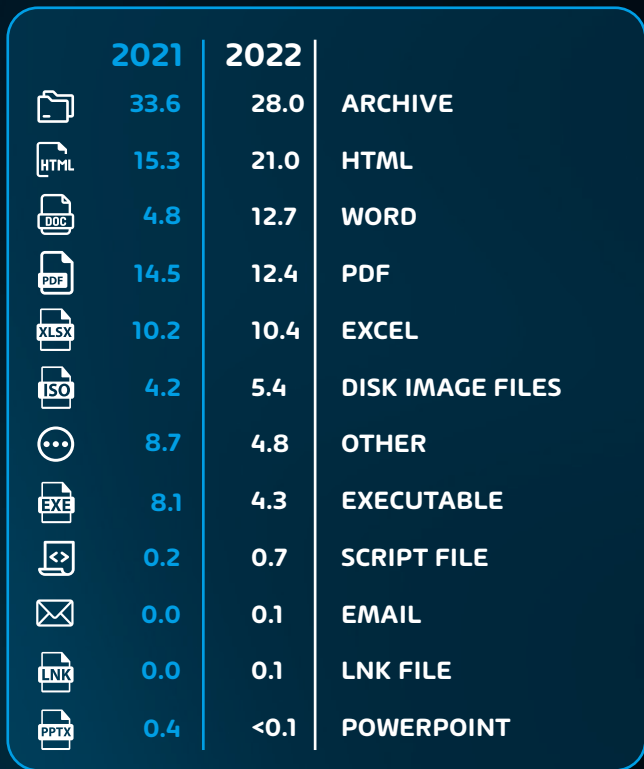 2021 2022
33.6 28.0 ARCHIVE
HTML 15.3 21.0 HTML
DOC 4.8 12.7 WORD
PDF 14.5 12.4 PDF
XLSX 10.2 10.4 EXCEL
ISO 4.2 5.4 DISK IMAGE FILES
8.7 4.8 OTHER
EXE 8.1 4.3 EXECUTABLE
<> 0.2 0.7 SCRIPT FILE
0.0 0.1 EMAIL
LNK 0.0 0.1 LNK FILE
PPTX 0.4 <0.1 POWERPOINT